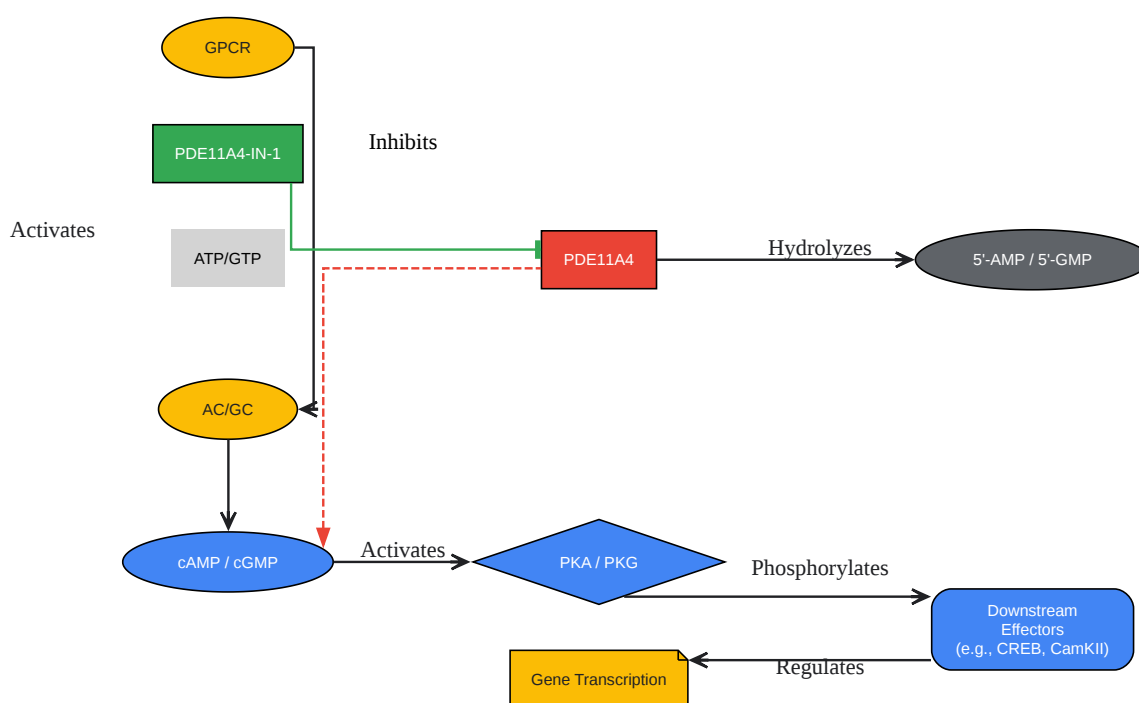 GPCR
Inhibits
PDE11A4-IN-1
Activates
ATP/GTP
PDE11A4
Hydrolyzes
5'-AMP / 5'-GMP
AC/GC
cAMP / cGMP
Activates
PKA / PKG
Phosphorylates
Downstream
Effectors
(e.g., CREB, CamKII)
Regulates
Gene Transcription